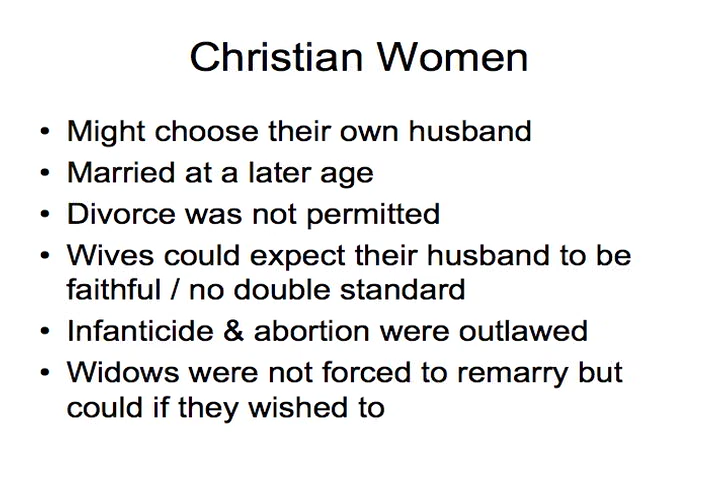 Christian Women
• Might choose their own husband
• Married at a later age
• Divorce was not permitted
• Wives could expect their husband to be
faithful / no double standard
• Infanticide & abortion were outlawed
• Widows were not forced to remarry but
could if they wished to